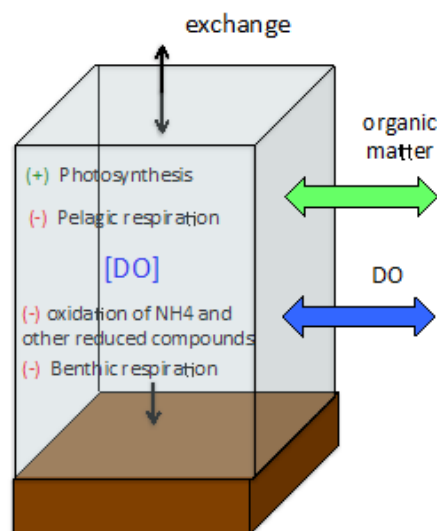 exchange
organic
matter
(+) Photosynthesis
(-) Pelagic respiration
[DO]
DO
(-) oxidation of NH4 and
other reduced compounds
(-) Benthic respiration